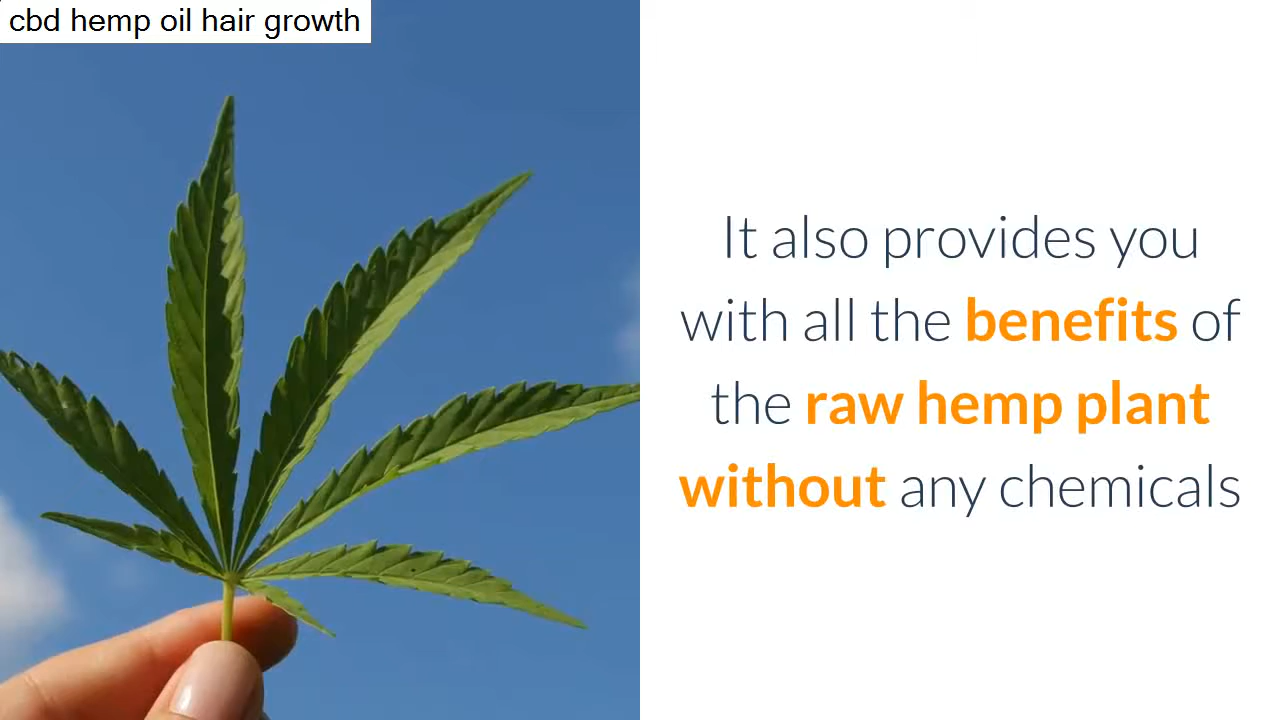 cbd hemp oil hair growth
It also provides you
with all the benefits of
the raw hemp plant
without any chemicals